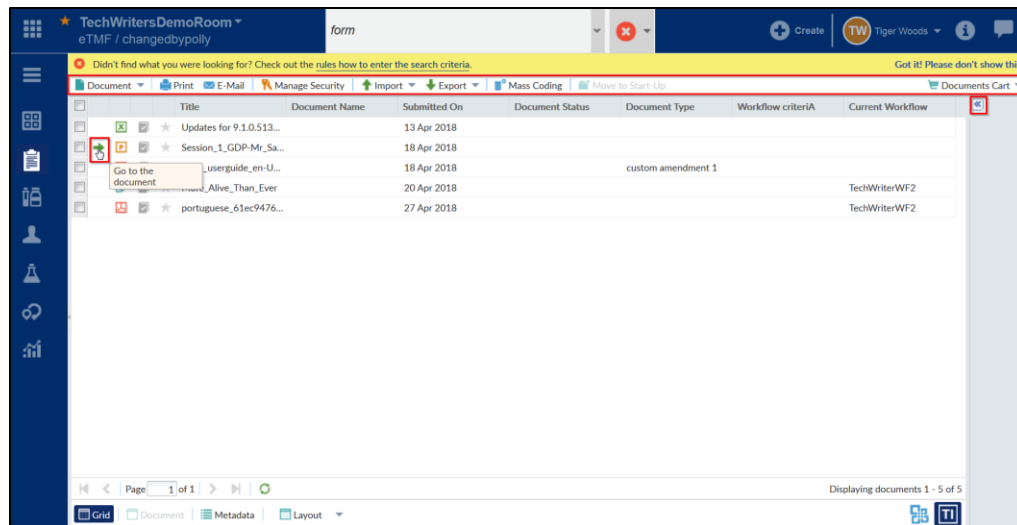 TechWritersDemoRoom
form
Create
TW Tiger Woods
eTMF / changedbypolly
Didn't find what you were looking for? Check out the rules how to enter the search criteria.
Got it! Please don't show thi
Document Print E-Mail Manage Security Import Export Mass Coding Move to Start-Up Documents Cart
Title Document Name Submitted On Document Status Document Type Workflow criteriA Current Workflow
Updates for 9.1.0.513... 13 Apr 2018
Session_1_GDP-Mr_Sa... 18 Apr 2018
_userguide_en-U... 18 Apr 2018 custom amendment 1
Go to the
document
_Alive_Than_Ever 20 Apr 2018 TechWriterWF2
portuguese_61ec9476... 27 Apr 2018 TechWriterWF2
Page 1 of 1
Displaying documents 1 - 5 of 5
Grid Document Metadata Layout
TI